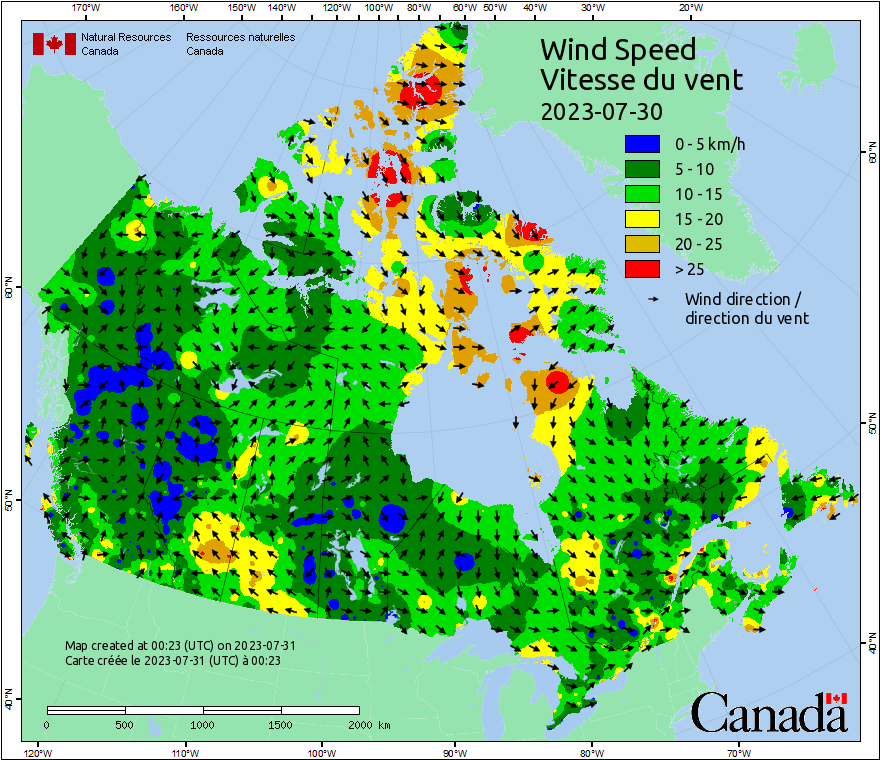 170°W 160°W 150°W 140°W 130°W 120°W 110°W 100°W 80°W 60°W 50°W 40°W 30°W 20°W
Natural Resources Ressources naturelles
Canada Canada
Wind Speed
Vitesse du vent
2023-07-30
0 - 5 km/h
5 - 10
10 - 15
15 - 20
20 - 25
> 25
Wind direction /
direction du vent
60°N
60°N
50°N
50°N
40°N
40°N
Map created at 00:23 (UTC) on 2023-07-31
Carte créée le 2023-07-31 (UTC) à 00:23
0 500 1000 1500 2000 km
Canada
120°W 110°W 100°W 90°W 80°W 70°W